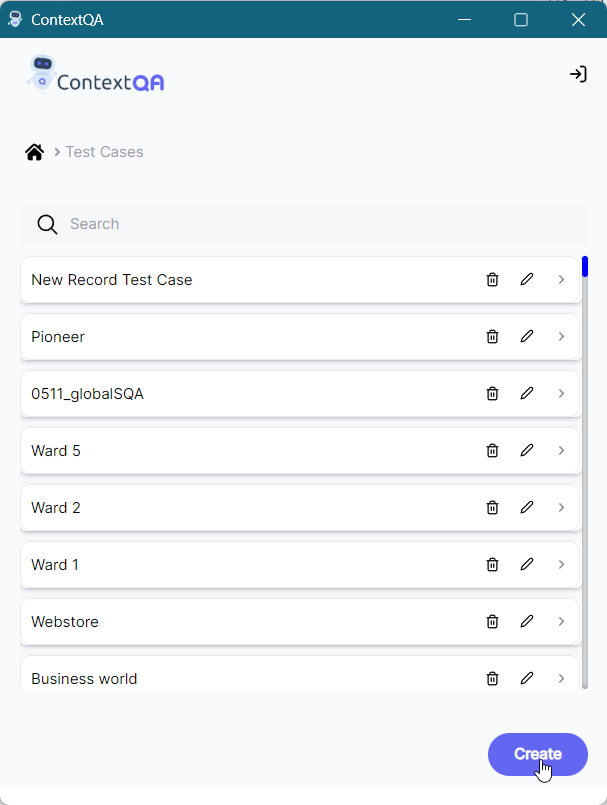 ContextQA
ContextQA
Test Cases
Search
New Record Test Case
Pioneer
0511_globalSQA
Ward 5
Ward 2
Ward 1
Webstore
Business world
Create